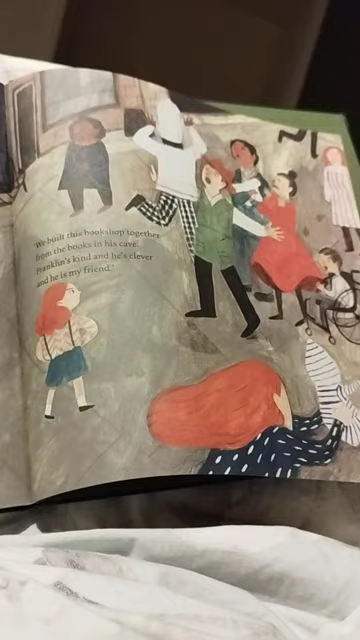 'We built this bookshop together
from the books in his cave.
Franklin's kind and he's clever
and he is my friend.'